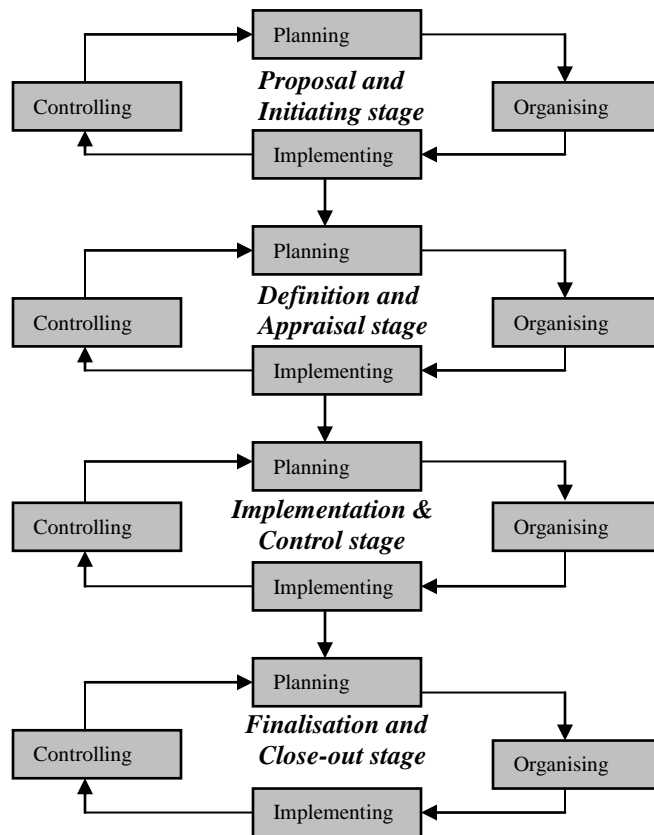 Planning
Proposal and
Initiating stage
Controlling
Organising
Implementing
Planning
Definition and
Appraisal stage
Controlling
Organising
Implementing
Planning
Implementation &
Control stage
Controlling
Organising
Implementing
Planning
Finalisation and
Close-out stage
Controlling
Organising
Implementing